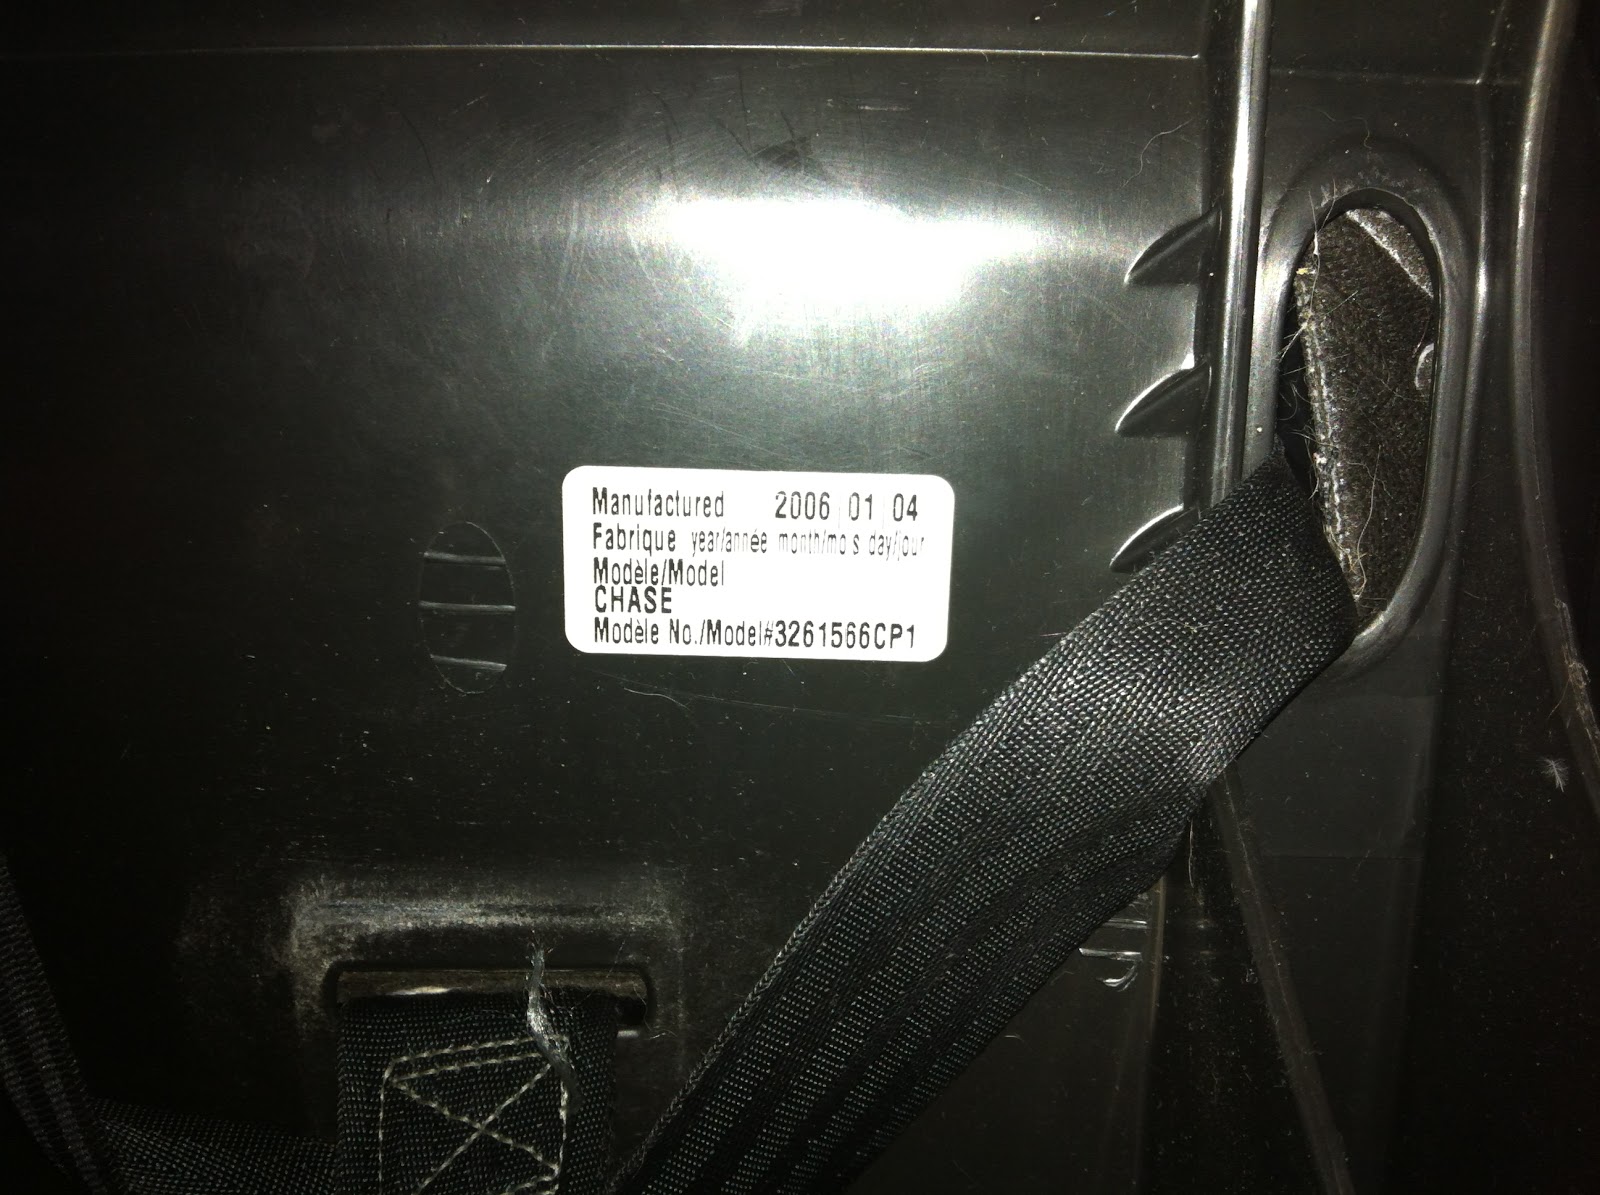 Manufactured 2006 01 04
Fabrique year/année month/mois day/jour
Modèle/Model
CHASE
Modèle No./Model#3261566CP1